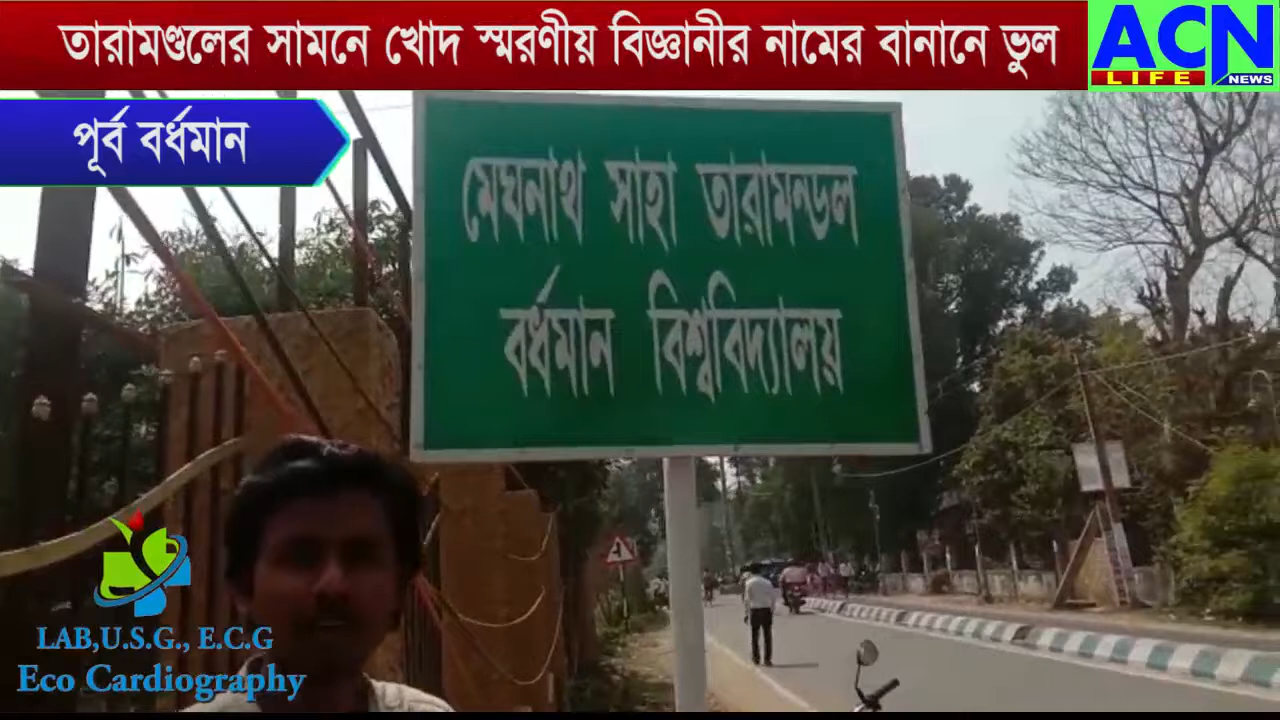 তারামণ্ডলের সামনে খোদ স্মরণীয় বিজ্ঞানীর নামের বানানে ভুল
ACN
LIFE NEWS
পূর্ব বর্ধমান
মেঘনাথ সাহা তারামন্ডল
বর্ধমান বিশ্ববিদ্যালয়
LAB,U.S.G., E.C.G
Eco Cardiography